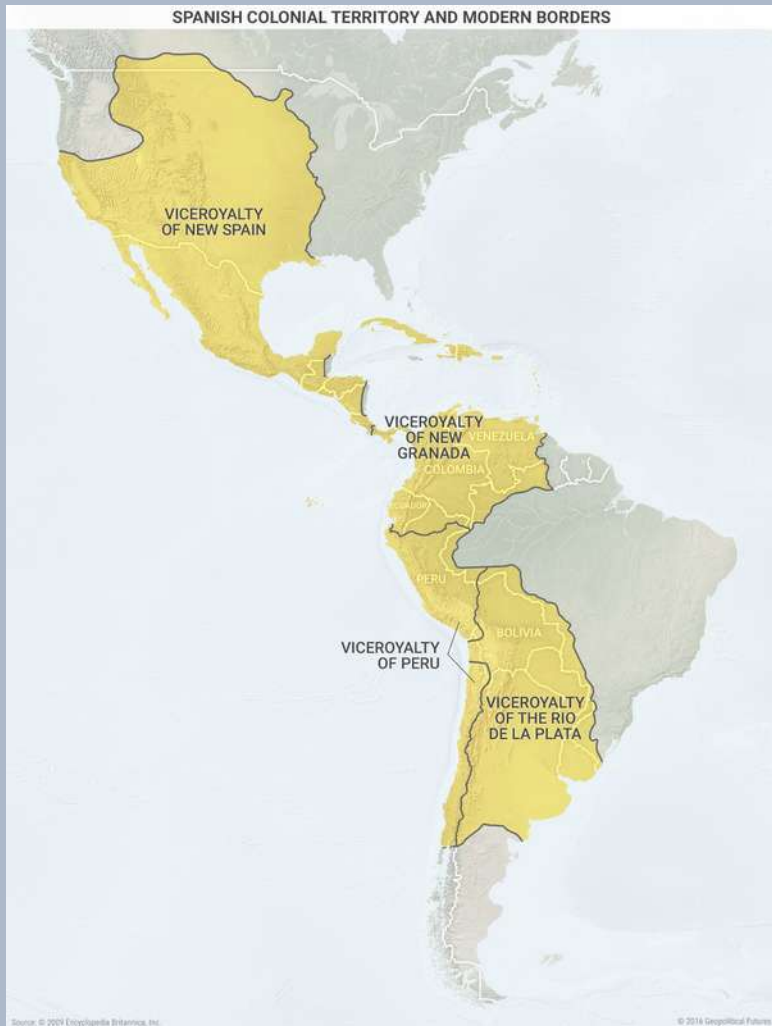 SPANISH COLONIAL TERRITORY AND MODERN BORDERS
VICEROYALTY
OF NEW SPAIN
VICEROYALTY
OF NEW
GRANADA
VENEZUELA
COLOMBIA
ECUADOR
PERU
BOLIVIA
VICEROYALTY
OF PERU
VICEROYALTY
OF THE RIO
DE LA PLATA
Source: © 2009 Encyclopedia Britannica, Inc.
© 2016 Geopolitical Futures